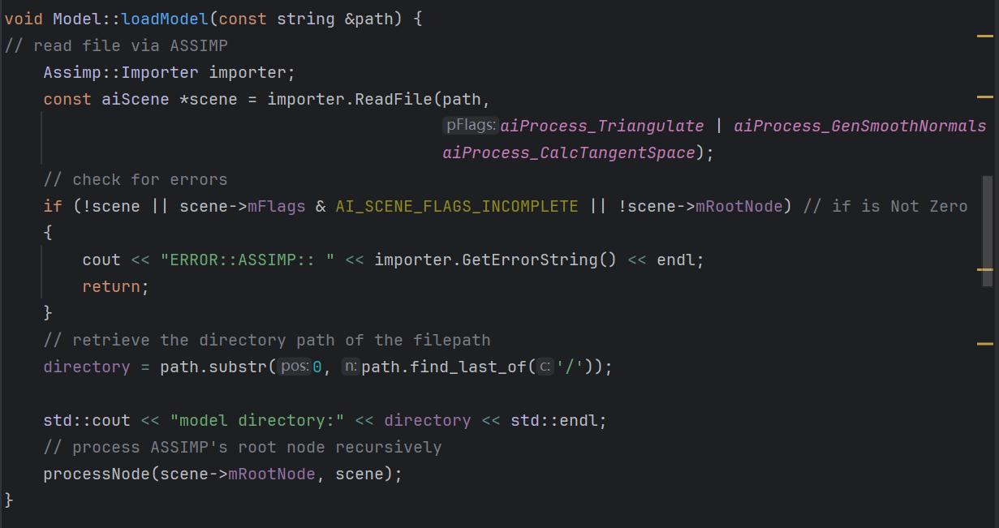 void Model::loadModel(const string &path) {
// read file via ASSIMP
    Assimp::Importer importer;
    const aiScene *scene = importer.ReadFile(path,
                                             pFlags: aiProcess_Triangulate | aiProcess_GenSmoothNormals
                                             aiProcess_CalcTangentSpace);
    // check for errors
    if (!scene || scene->mFlags & AI_SCENE_FLAGS_INCOMPLETE || !scene->mRootNode) // if is Not Zero
    {
        cout << "ERROR::ASSIMP:: " << importer.GetErrorString() << endl;
        return;
    }
    // retrieve the directory path of the filepath
    directory = path.substr( pos: 0, n: path.find_last_of( c: '/'));
    std::cout << "model directory:" << directory << std::endl;
    // process ASSIMP's root node recursively
    processNode(scene->mRootNode, scene);
}